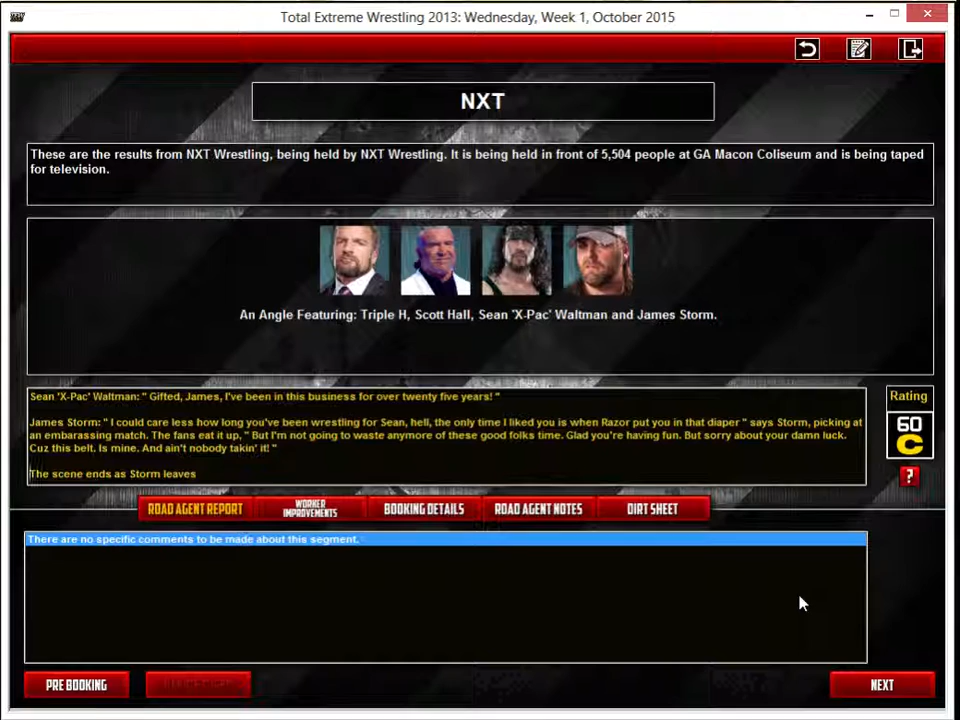 Total Extreme Wrestling 2013: Wednesday, Week 1, October 2015
NXT
These are the results from NXT Wrestling, being held by NXT Wrestling. It is being held in front of 5,504 people at GA Macon Coliseum and is being taped
for television.
An Angle Featuring: Triple H, Scott Hall, Sean 'X-Pac' Waltman and James Storm.
Sean 'X-Pac' Waltman: " Gifted, James, I've been in this business for over twenty five years! "
James Storm: " I could care less how long you've been wrestling for Sean, hell, the only time I liked you is when Razor put you in that diaper " says Storm, picking at
an embarassing match. The fans eat it up, " But I'm not going to waste anymore of these good folks time. Glad you're having fun. But sorry about your damn luck.
Cuz this belt. Is mine. And ain't nobody takin' it! "
The scene ends as Storm leaves
Rating
60
C
?
ROAD AGENT REPORT
WORKER
IMPROVEMENTS
BOOKING DETAILS
ROAD AGENT NOTES
DIRT SHEET
There are no specific comments to be made about this segment.
PRE BOOKING
NEXT